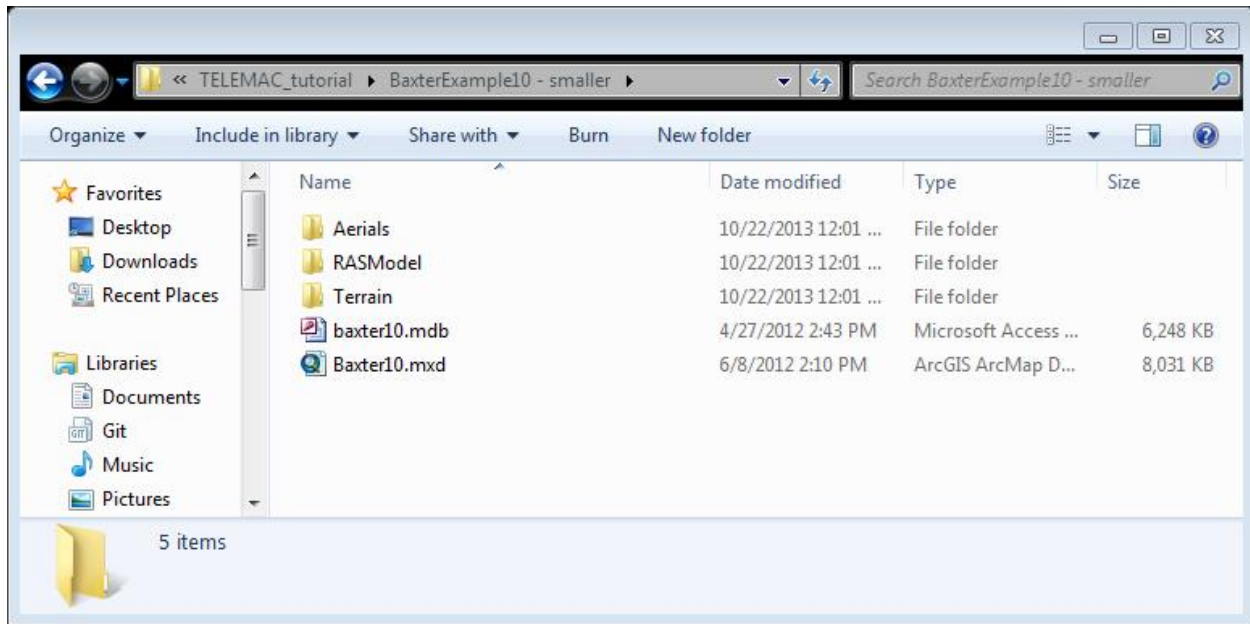 « TELEMAC_tutorial ▸ BaxterExample10 - smaller ▸ Search BaxterExample10 - smaller
Organize ▼ Include in library ▼ Share with ▼ Burn New folder
Name Date modified Type Size
Favorites
Desktop
Downloads
Recent Places
Libraries
Documents
Git
Music
Pictures
Aerials 10/22/2013 12:01 ... File folder
RASModel 10/22/2013 12:01 ... File folder
Terrain 10/22/2013 12:01 ... File folder
baxter10.mdb 4/27/2012 2:43 PM Microsoft Access ... 6,248 KB
Baxter10.mxd 6/8/2012 2:10 PM ArcGIS ArcMap D... 8,031 KB
5 items